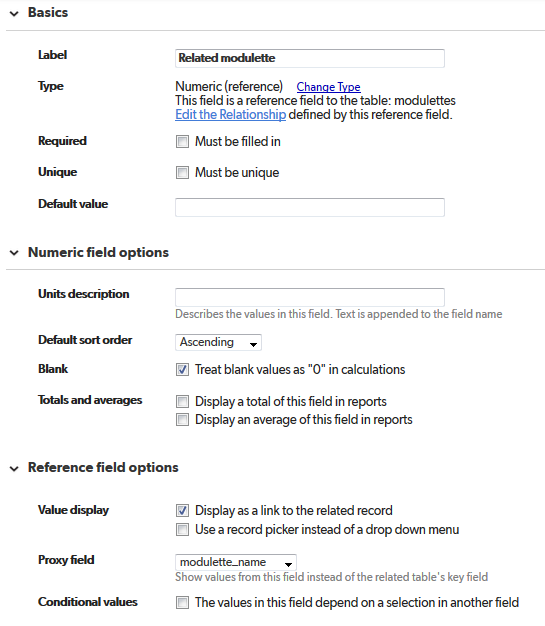 Basics
Label Related modulette
Type Numeric (reference) Change Type
This field is a reference field to the table: modulettes
Edit the Relationship defined by this reference field.
Required Must be filled in
Unique Must be unique
Default value
Numeric field options
Units description
Describes the values in this field. Text is appended to the field name
Default sort order Ascending
Blank Treat blank values as "0" in calculations
Totals and averages Display a total of this field in reports
Display an average of this field in reports
Reference field options
Value display Display as a link to the related record
Use a record picker instead of a drop down menu
Proxy field modulette_name
Show values from this field instead of the related table's key field
Conditional values The values in this field depend on a selection in another field